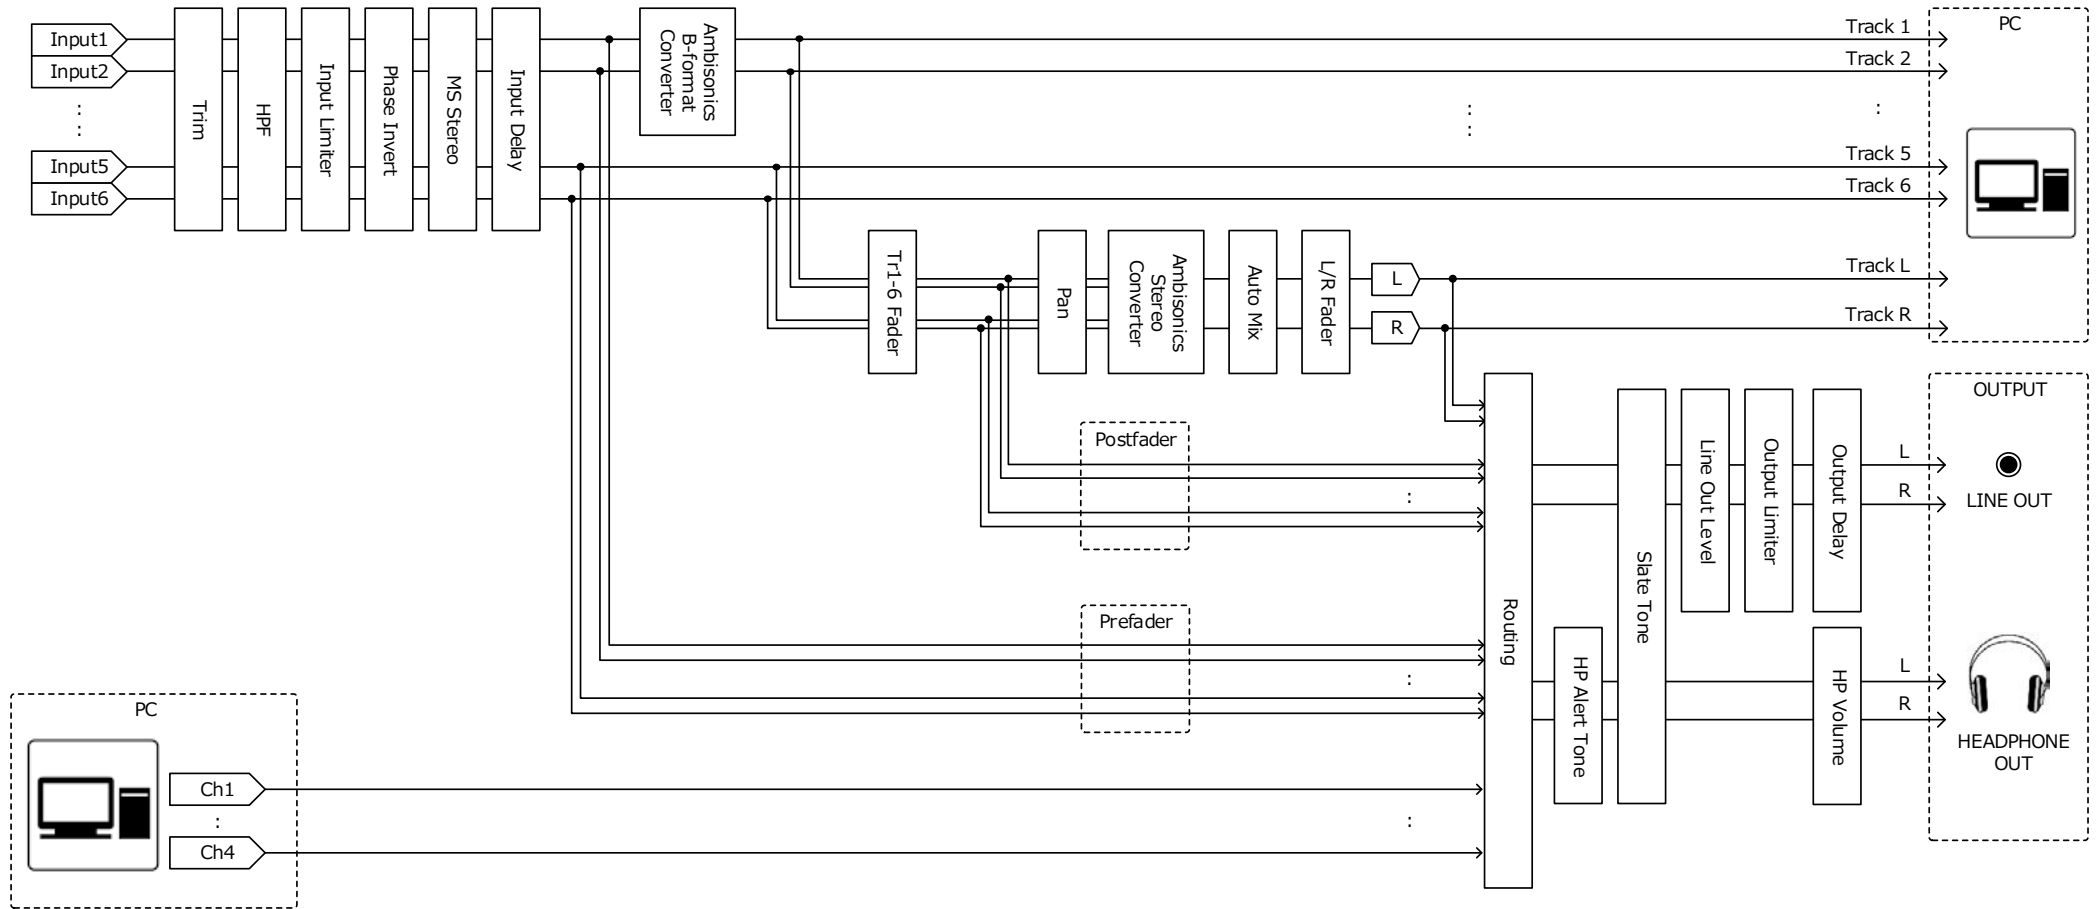 Input1
Input2
:
:
Input5
Input6
Trim
HPF
Input Limiter
Phase Invert
MS Stereo
Input Delay
Ambisonics
B-format
Converter
Track 1
Track 2
:
:
:
Track 5
Track 6
PC
Tr1-6 Fader
Pan
Ambisonics
Stereo
Converter
Auto Mix
L/R Fader
L
R
Track L
Track R
Postfader
:
Prefader
:
Routing
HP Alert Tone
Slate Tone
Line Out Level
Output Limiter
Output Delay
HP Volume
L
R
L
R
OUTPUT
LINE OUT
HEADPHONE
OUT
PC
Ch1
:
Ch4
: